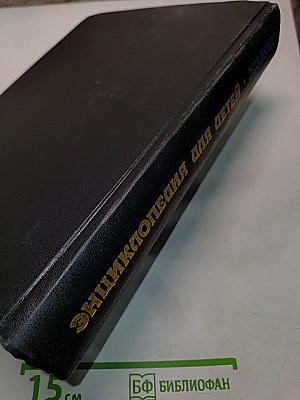 ЭНЦИКЛОПЕДИЯ ДЛЯ ДЕТЕЙ
15 см
БФ БИБЛИОФАН